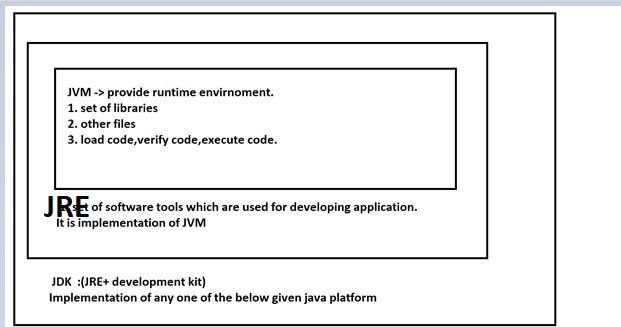 JVM -> provide runtime envirnoment.
1. set of libraries
2. other files
3. load code,verify code,execute code.
JRE
set of software tools which are used for developing application.
It is implementation of JVM
JDK :(JRE+ development kit)
Implementation of any one of the below given java platform